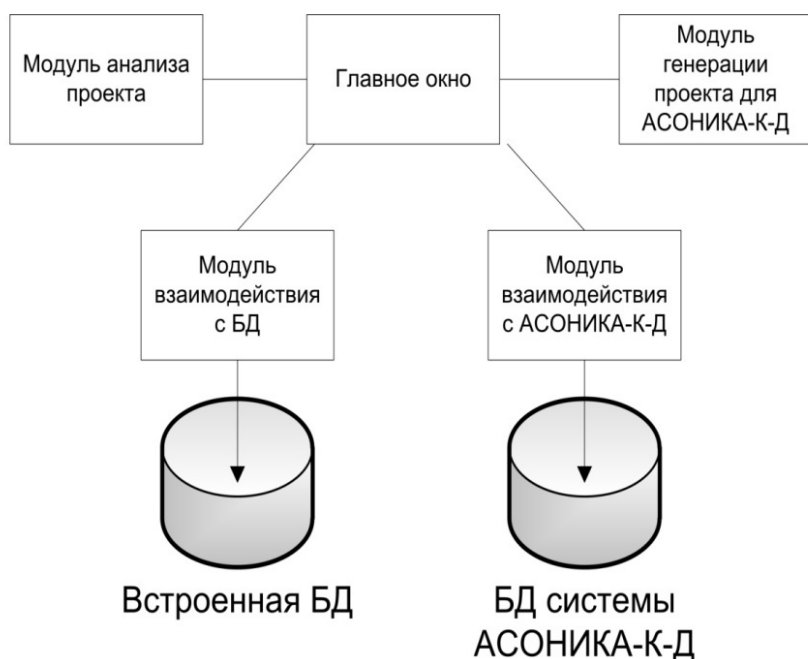 Модуль анализа
проекта
Главное окно
Модуль
генерации
проекта для
АСОНИКА-К-Д
Модуль
взаимодействия
с БД
Модуль
взаимодействия
с АСОНИКА-К-Д
Встроенная БД
БД системы
АСОНИКА-К-Д